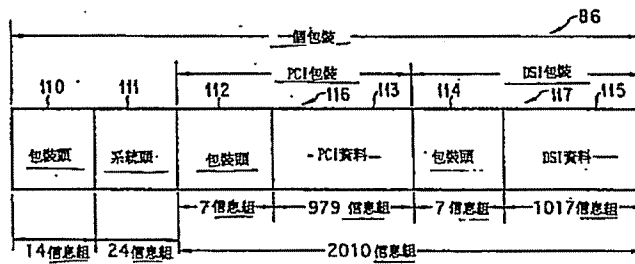 86
一個包裝
PCI包裝 DSI包裝
110 111 112 116 113 114 117 115
包裝頭 系統頭 包裝頭 PCI資料 包裝頭 DSI資料
7信息組 979信息組 7信息組 1017信息組
14信息組 24信息組 2010信息組